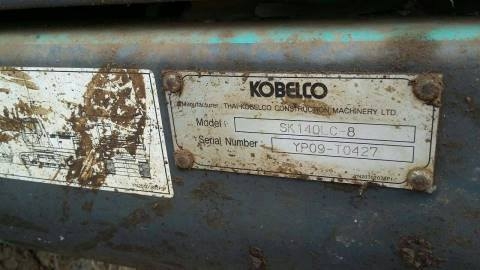 KOBELCO
Manufacturer THAI-KOBELCO CONSTRUCTION MACHINERY LTD.
Model SK140LC-8
Serial Number YP09-T0427